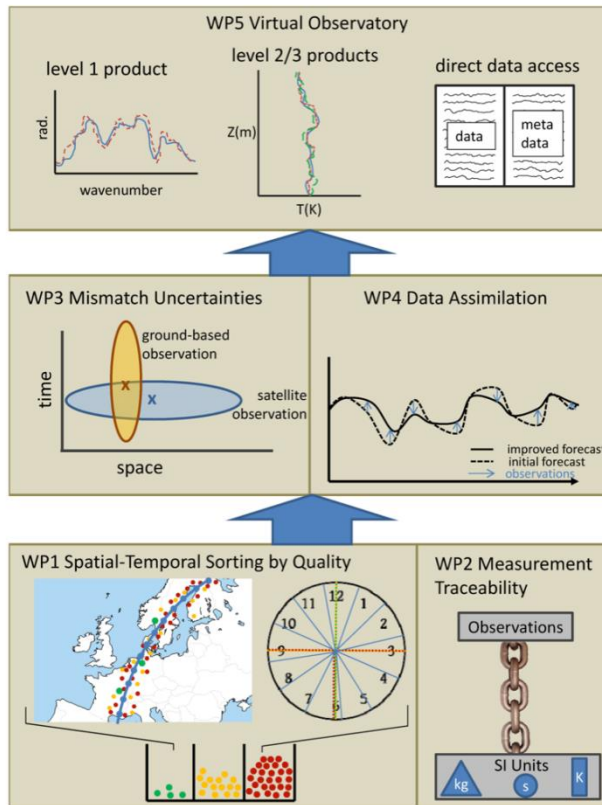 WP5 Virtual Observatory
level 1 product
level 2/3 products
direct data access
rad.
wavenumber
Z(m)
T(K)
data
meta
data
WP3 Mismatch Uncertainties
ground-based
observation
satellite
observation
time
space
x
x
WP4 Data Assimilation
improved forecast
initial forecast
observations
WP1 Spatial-Temporal Sorting by Quality
12
1
2
3
4
5
6
7
8
9
10
11
WP2 Measurement
Traceability
Observations
SI Units
kg
s
K